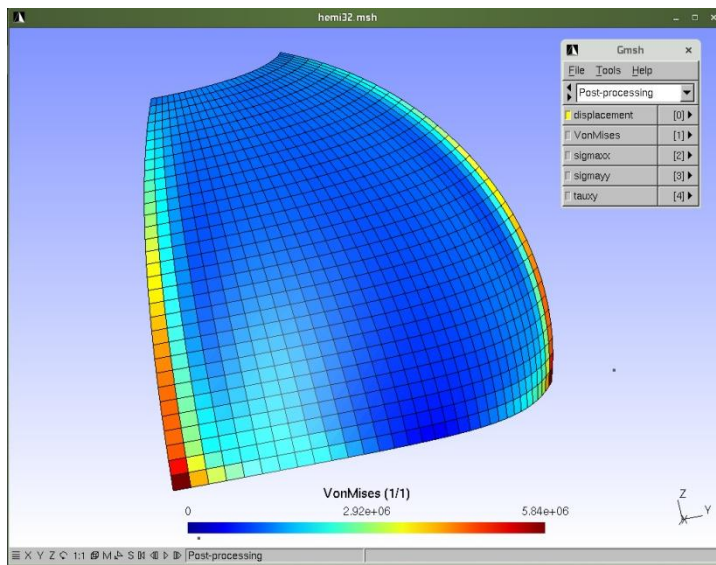 hemi32.msh
Gmsh
File Tools Help
Post-processing
displacement [0]
VonMises [1]
sigmaxx [2]
sigmayy [3]
tauxy [4]
VonMises (1/1)
0 2.92e+06 5.84e+06
Z
Y
X
X Y Z 1:1 M S Post-processing